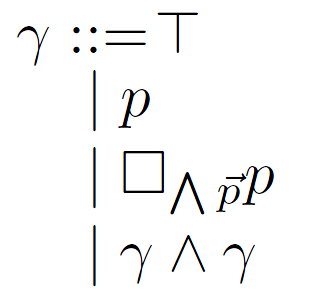 γ ::= ⊤
| p
| □⋀ p⃗ p
| γ ∧ γ